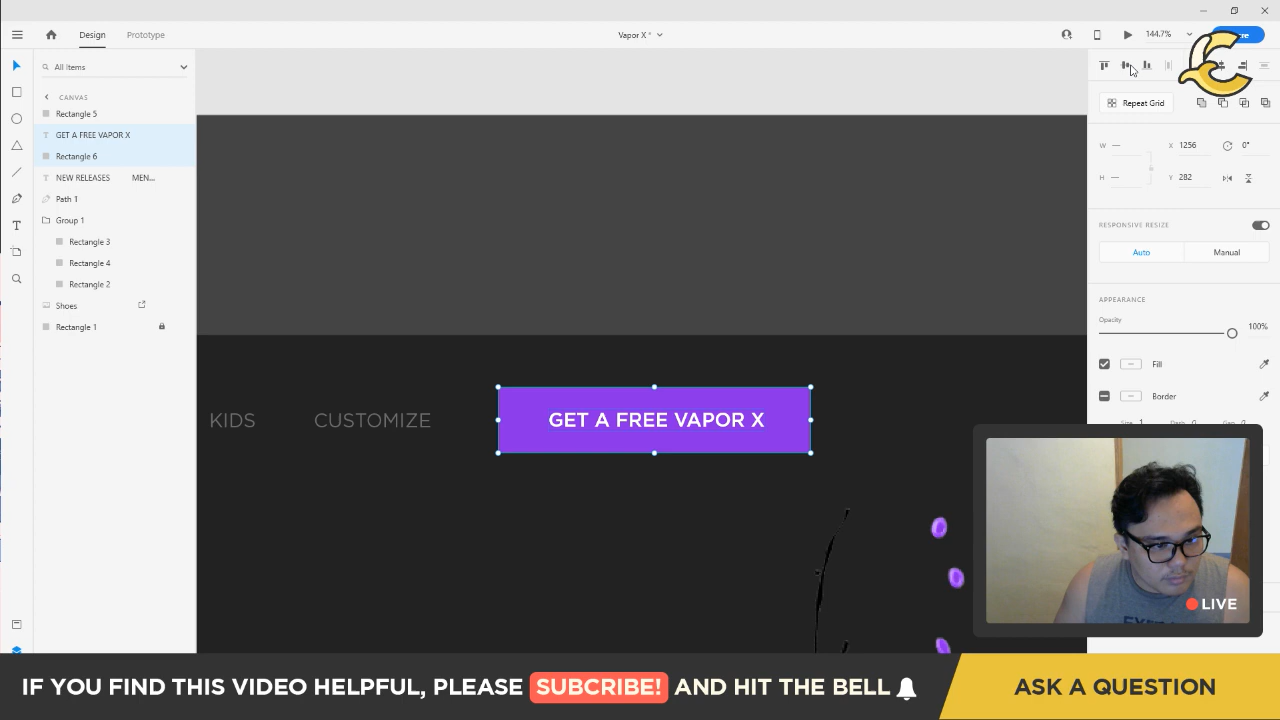 Design Prototype Vapor X * 144.7%
All Items
CANVAS
Rectangle 5
GET A FREE VAPOR X
Rectangle 6
NEW RELEASES MEN...
Path 1
Group 1
Rectangle 3
Rectangle 4
Rectangle 2
Shoes
Rectangle 1
KIDS CUSTOMIZE GET A FREE VAPOR X
Repeat Grid
W — X 1256 0°
H — Y 282
RESPONSIVE RESIZE
Auto Manual
APPEARANCE
Opacity
100%
Fill
Border
LIVE
IF YOU FIND THIS VIDEO HELPFUL, PLEASE SUBCRIBE! AND HIT THE BELL ASK A QUESTION